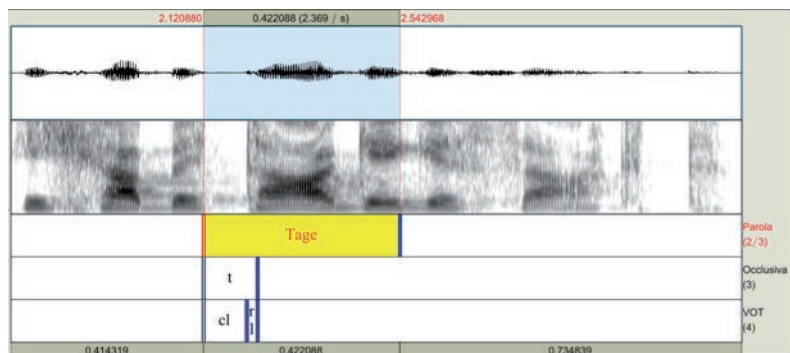 2.120880 0.422088 (2.369 / s) 2.542968
Tage
Parola
(2/3)
t
Occlusiva
(3)
cl
rl
VOT
(4)
0.414319 0.422088 0.734839